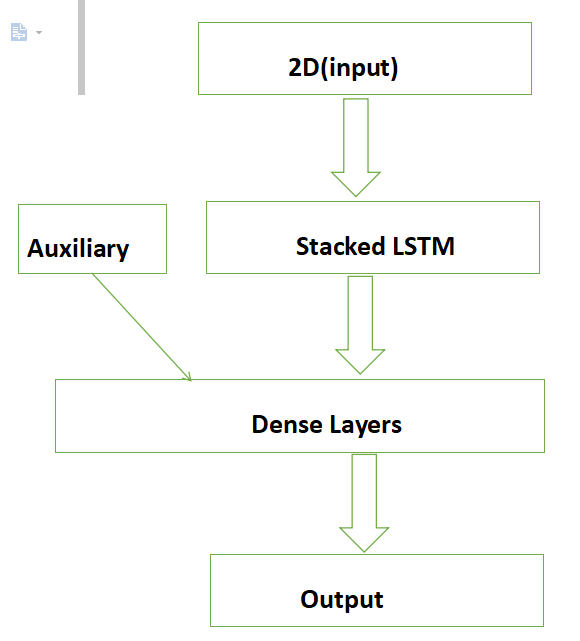 2D(input)
Auxiliary
Stacked LSTM
Dense Layers
Output